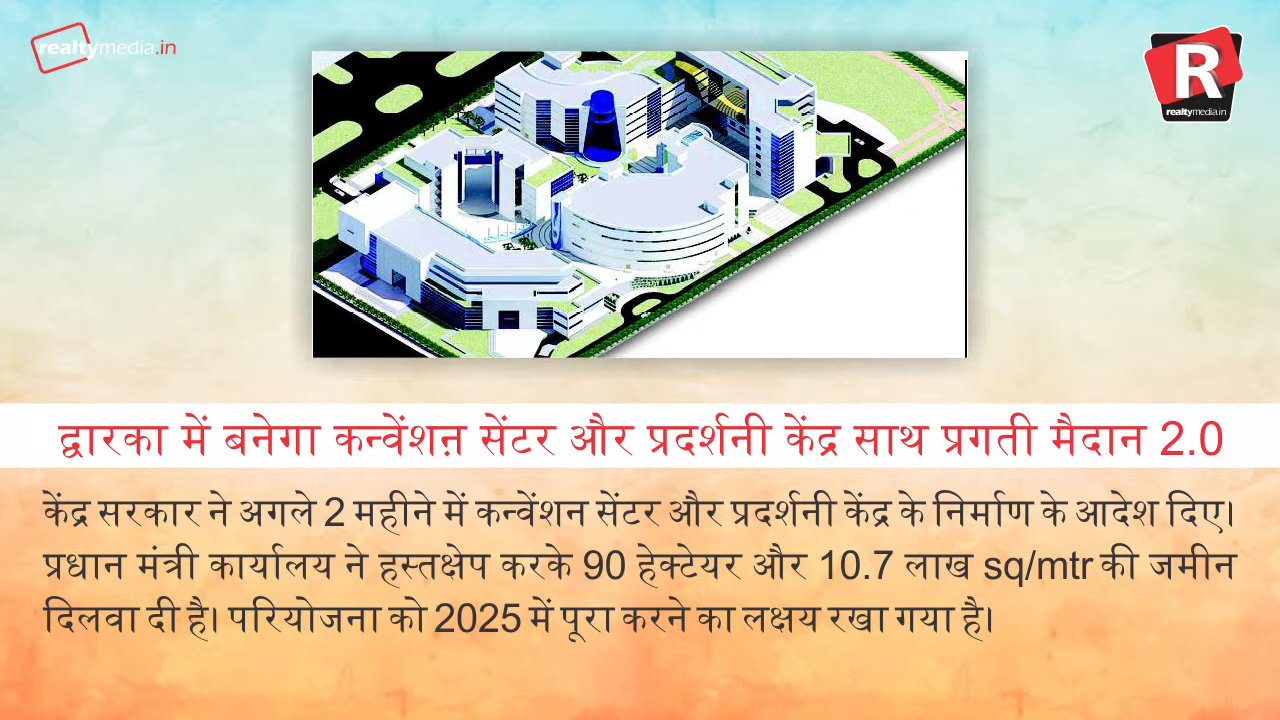 realtymedia.in
R
realtymedia.in
द्वारका में बनेगा कन्वेंशऩ सेंटर और प्रदर्शनी केंद्र साथ प्रगती मैदान 2.0
केंद्र सरकार ने अगले 2 महीने में कन्वेंशन सेंटर और प्रदर्शनी केंद्र के निर्माण के आदेश दिए।
प्रधान मंत्री कार्यालय ने हस्तक्षेप करके 90 हेक्टेयर और 10.7 लाख sq/mtr की जमीन
दिलवा दी है। परियोजना को 2025 में पूरा करने का लक्षय रखा गया है।